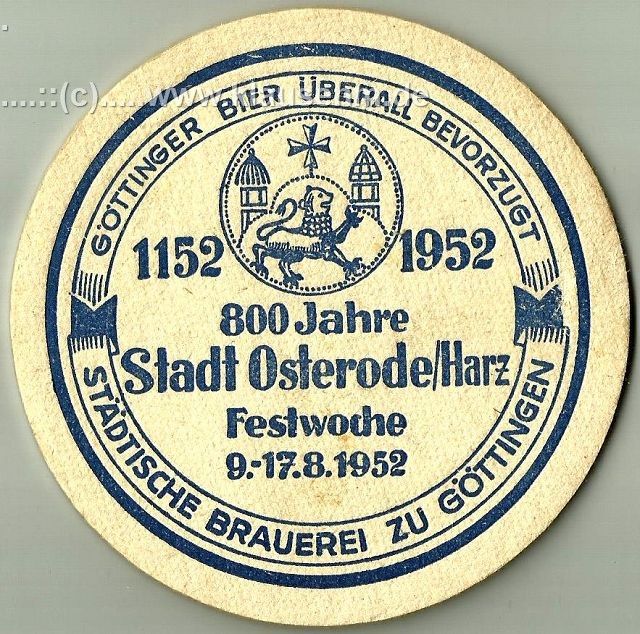 GÖTTINGER BIER ÜBERALL BEVORZUGT
1152 1952
800 Jahre
Stadt Osterode/Harz
Festwoche
9.-17.8.1952
STÄDTISCHE BRAUEREI ZU GÖTTINGEN